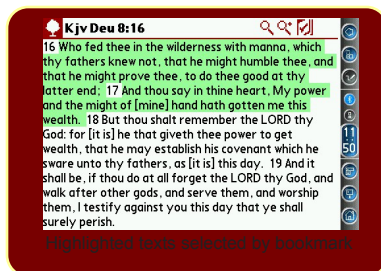 Kjv Deu 8:16
16 Who fed thee in the wilderness with manna, which
thy fathers knew not, that he might humble thee, and
that he might prove thee, to do thee good at thy
latter end; 17 And thou say in thine heart, My power
and the might of [mine] hand hath gotten me this
wealth. 18 But thou shalt remember the LORD thy
God: for [it is] he that giveth thee power to get
wealth, that he may establish his covenant which he
sware unto thy fathers, as [it is] this day. 19 And it
shall be, if thou do at all forget the LORD thy God, and
walk after other gods, and serve them, and worship
them, I testify against you this day that ye shall
surely perish.
11
50
Highlighted texts selected by bookmark